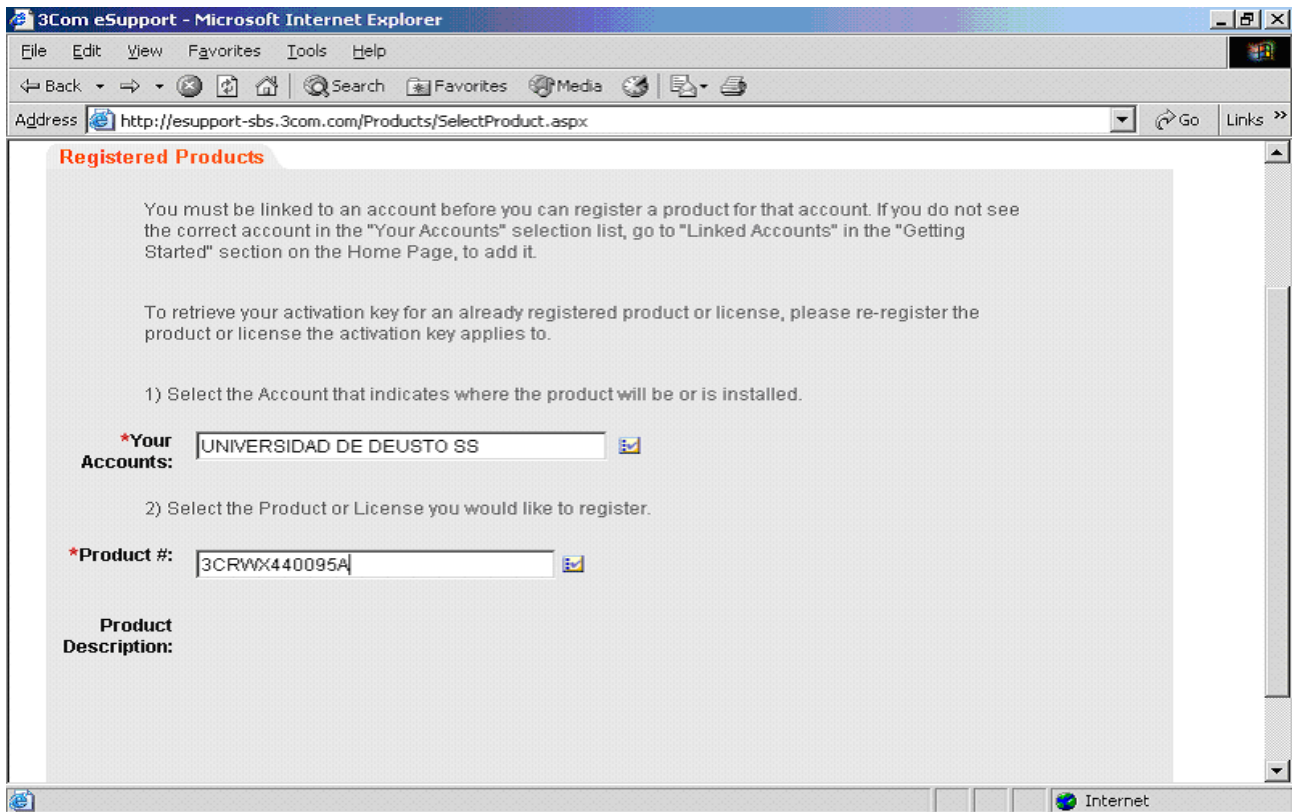 3Com eSupport - Microsoft Internet Explorer
File Edit View Favorites Tools Help
Back Search Favorites Media
Address http://esupport-sbs.3com.com/Products/SelectProduct.aspx Go Links »
Registered Products
You must be linked to an account before you can register a product for that account. If you do not see
the correct account in the "Your Accounts" selection list, go to "Linked Accounts" in the "Getting
Started" section on the Home Page, to add it.
To retrieve your activation key for an already registered product or license, please re-register the
product or license the activation key applies to.
1) Select the Account that indicates where the product will be or is installed.
*Your
Accounts: UNIVERSIDAD DE DEUSTO SS
2) Select the Product or License you would like to register.
*Product #: 3CRWX440095A
Product
Description:
Internet